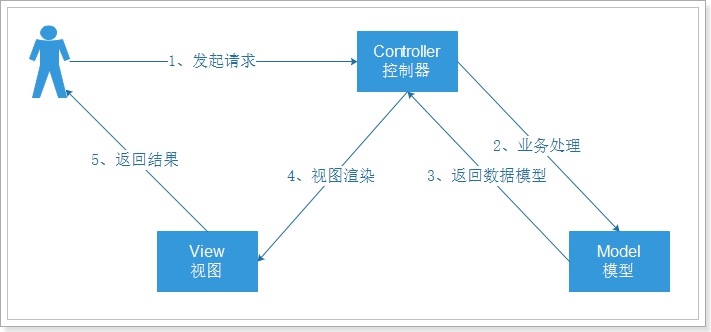 Controller
控制器
1、发起请求
2、业务处理
3、返回数据模型
4、视图渲染
5、返回结果
View
视图
Model
模型